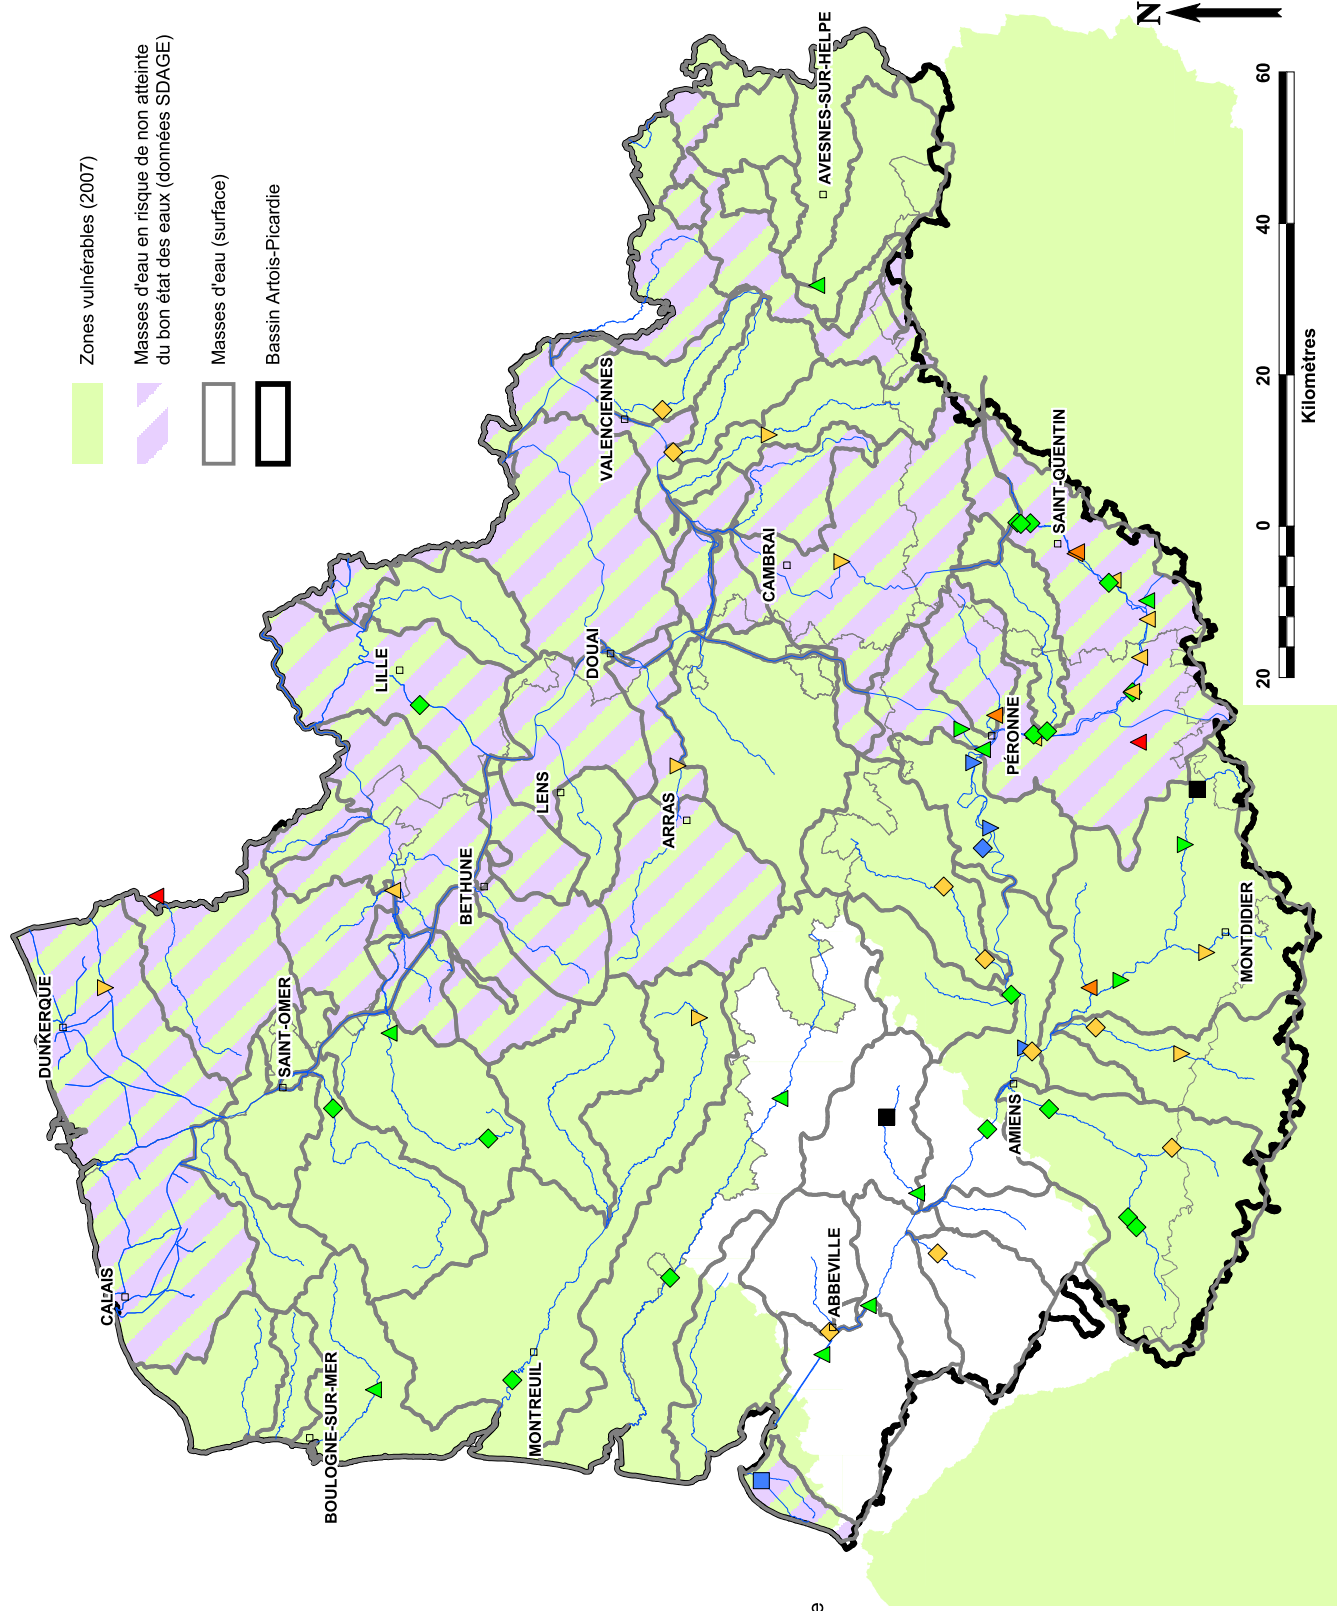 Zones vulnérables (2007)
Masses d'eau en risque de non atteinte
du bon état des eaux (données SDAGE)
Masses d'eau (surface)
Bassin Artois-Picardie
N
DUNKERQUE
CALAIS
SAINT-OMER
BOULOGNE-SUR-MER
LILLE
BETHUNE
LENS
DOUAI
VALENCIENNES
AVESNES-SUR-HELPE
MONTREUIL
ARRAS
CAMBRAI
ABBEVILLE
AMIENS
PÉRONNE
SAINT-QUENTIN
MONTDIDIER
20
0
20
40
60
Kilomètres
e